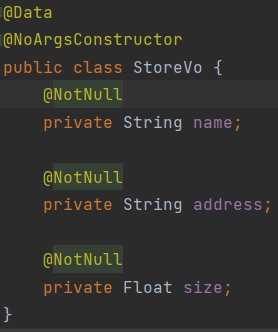 @Data
@NoArgsConstructor
public class StoreVo {
@NotNull
private String name;
@NotNull
private String address;
@NotNull
private Float size;
}